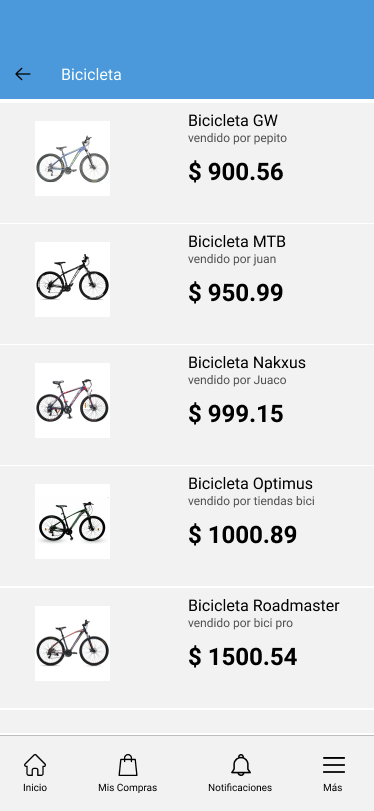 Bicicleta
Bicicleta GW
vendido por pepito
$ 900.56
Bicicleta MTB
vendido por juan
$ 950.99
Bicicleta Nakxus
vendido por Juaco
$ 999.15
Bicicleta Optimus
vendido por tiendas bici
$ 1000.89
Bicicleta Roadmaster
vendido por bici pro
$ 1500.54
Inicio
Mis Compras
Notificaciones
Más